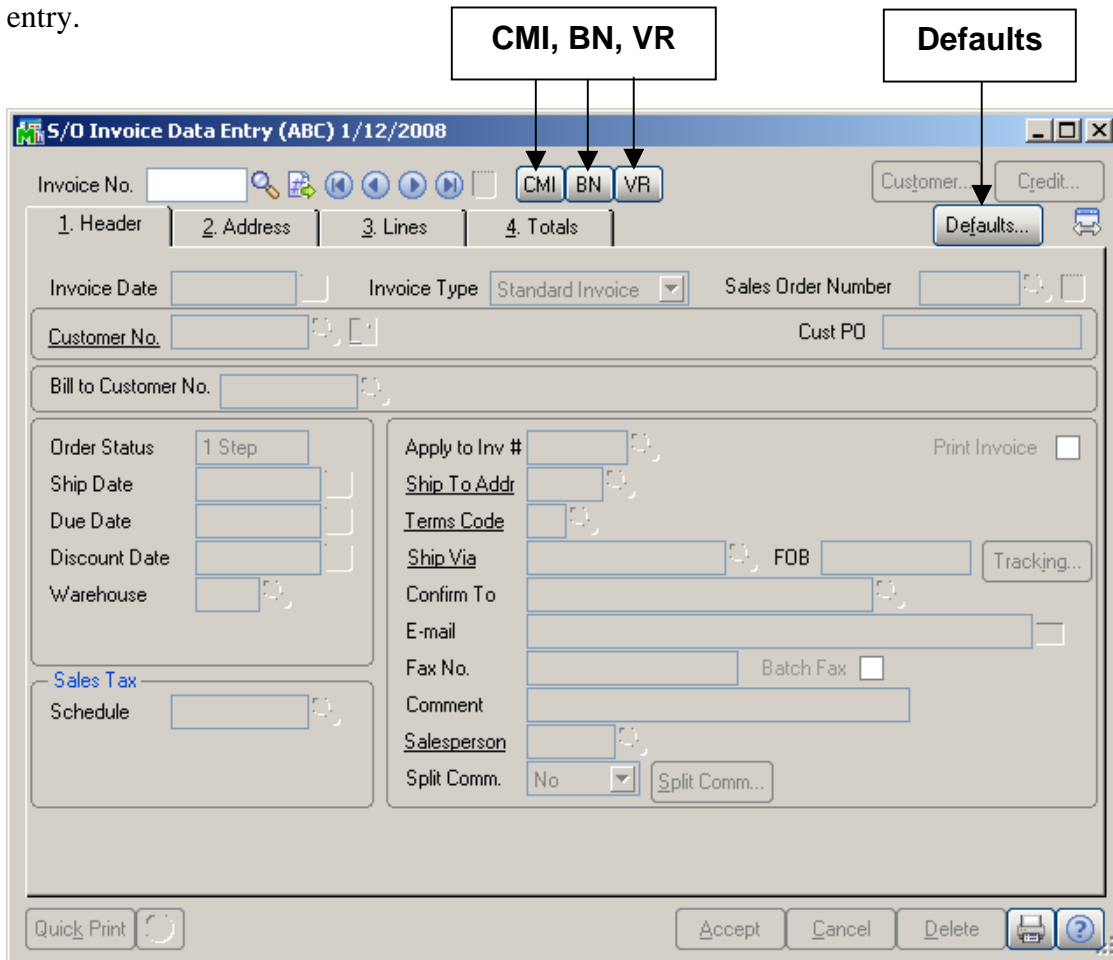 entry.
CMI, BN, VR
Defaults
S/O Invoice Data Entry (ABC) 1/12/2008
Invoice No. CMI BN VR Customer... Credit...
1. Header 2. Address 3. Lines 4. Totals Defaults...
Invoice Date Invoice Type Standard Invoice Sales Order Number
Customer No. Cust PO
Bill to Customer No.
Order Status 1 Step Apply to Inv # Print Invoice
Ship Date Ship To Addr
Due Date Terms Code
Discount Date Ship Via FOB Tracking...
Warehouse Confirm To
E-mail
Sales Tax Fax No. Batch Fax
Schedule Comment
Salesperson
Split Comm. No Split Comm...
Quick Print Accept Cancel Delete